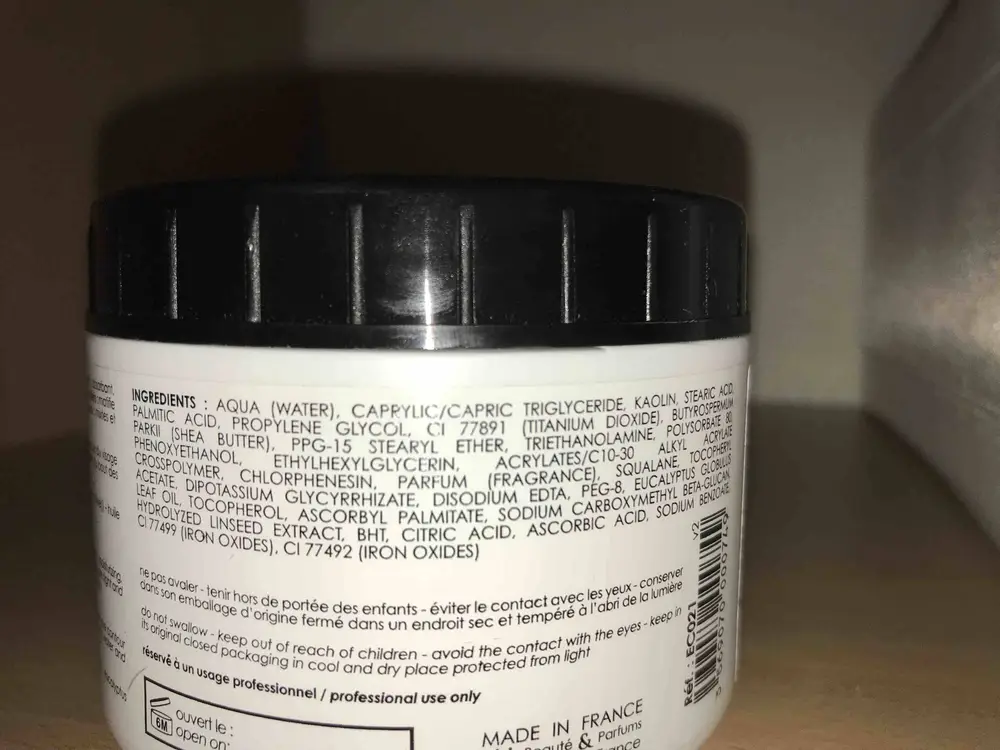 INGREDIENTS : AQUA (WATER), CAPRYLIC/CAPRIC TRIGLYCERIDE, KAOLIN, STEARIC ACID,
PALMITIC ACID, PROPYLENE GLYCOL, CI 77891 (TITANIUM DIOXIDE), BUTYROSPERMUM
PARKII (SHEA BUTTER), PPG-15 STEARYL ETHER, TRIETHANOLAMINE, POLYSORBATE 80,
PHENOXYETHANOL, ETHYLHEXYLGLYCERIN, ACRYLATES/C10-30 ALKYL ACRYLATE
CROSSPOLYMER, CHLORPHENESIN, PARFUM (FRAGRANCE), SQUALANE, TOCOPHERYL
ACETATE, DIPOTASSIUM GLYCYRRHIZATE, DISODIUM EDTA, PEG-8, EUCALYPTUS GLOBULUS
LEAF OIL, TOCOPHEROL, ASCORBYL PALMITATE, SODIUM CARBOXYMETHYL BETA-GLUCAN,
HYDROLYZED LINSEED EXTRACT, BHT, CITRIC ACID, ASCORBIC ACID, SODIUM BENZOATE,
CI 77499 (IRON OXIDES), CI 77492 (IRON OXIDES)
ne pas avaler - tenir hors de portée des enfants - éviter le contact avec les yeux - conserver
dans son emballage d'origine fermé dans un endroit sec et tempéré à l'abri de la lumière
do not swallow - keep out of reach of children - avoid the contact with the eyes - keep in
its original closed packaging in cool and dry place protected from light
réservé à un usage professionnel / professional use only
6M
ouvert le :
open on:
MADE IN FRANCE
Beauté & Parfums
V2
Réf. : EC021